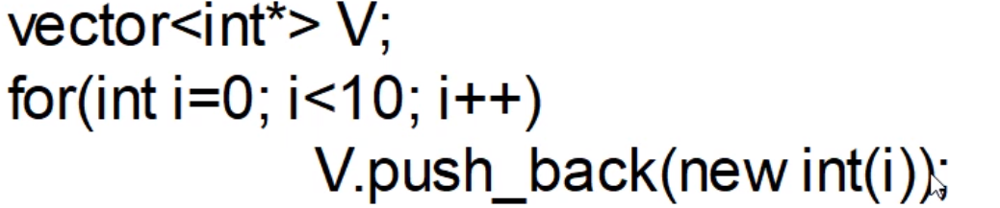 vector<int*> V;
for(int i=0; i<10; i++)
V.push_back(new int(i));